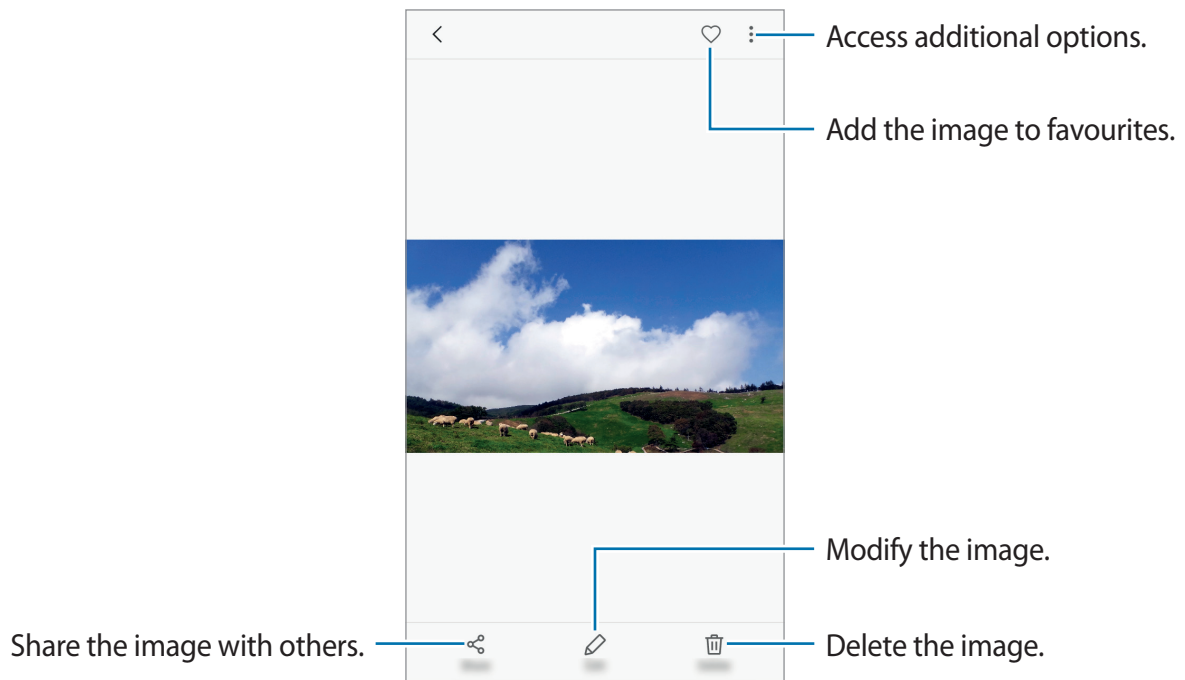 Access additional options.
Add the image to favourites.
Modify the image.
Share the image with others.
Delete the image.